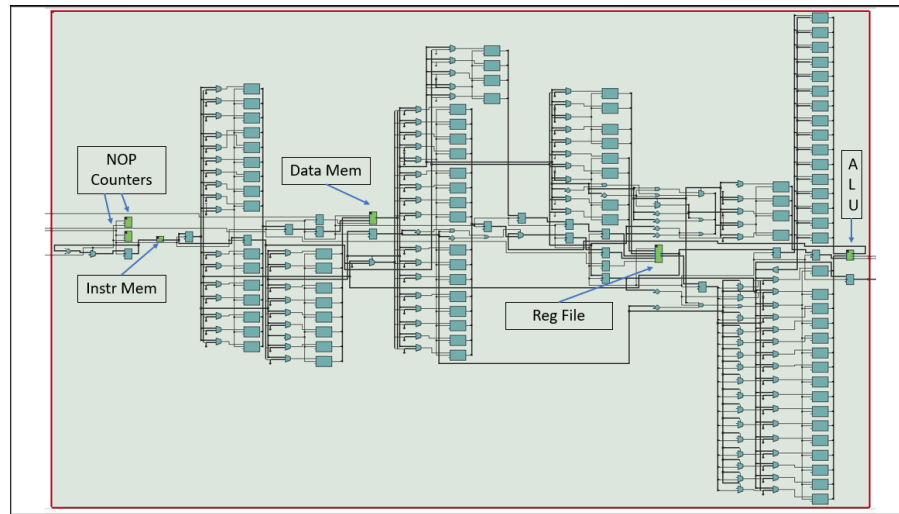 NOP
Counters
Data Mem
A
L
U
Instr Mem
Reg File